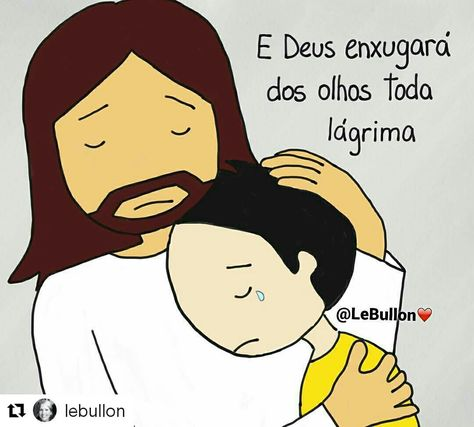 E Deus enxugará
dos olhos toda
lágrima
@LeBullon❤
lebullon